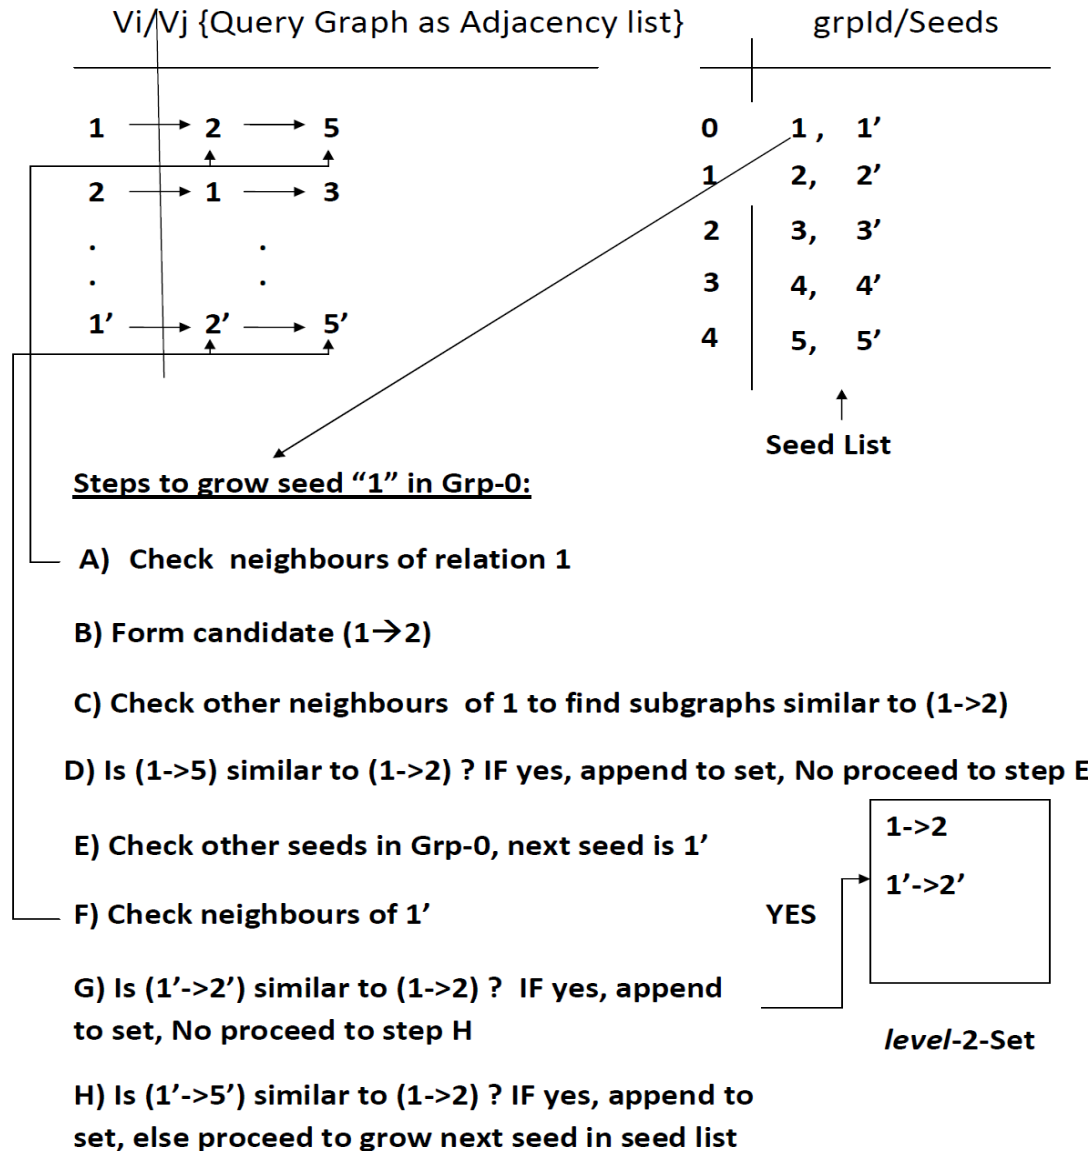 Vi/Vj {Query Graph as Adjacency list}
grpId/Seeds
1 2 5
2 1 3
. .
. .
1’ 2’ 5’
0 1 , 1’
1 2, 2’
2 3, 3’
3 4, 4’
4 5, 5’
Seed List
Steps to grow seed “1” in Grp-0:
A) Check neighbours of relation 1
B) Form candidate (1→2)
C) Check other neighbours of 1 to find subgraphs similar to (1->2)
D) Is (1->5) similar to (1->2) ? IF yes, append to set, No proceed to step E
E) Check other seeds in Grp-0, next seed is 1’
F) Check neighbours of 1’
G) Is (1’->2’) similar to (1->2) ? IF yes, append
to set, No proceed to step H
H) Is (1’->5’) similar to (1->2) ? IF yes, append to
set, else proceed to grow next seed in seed list
YES
1->2
1’->2’
level-2-Set